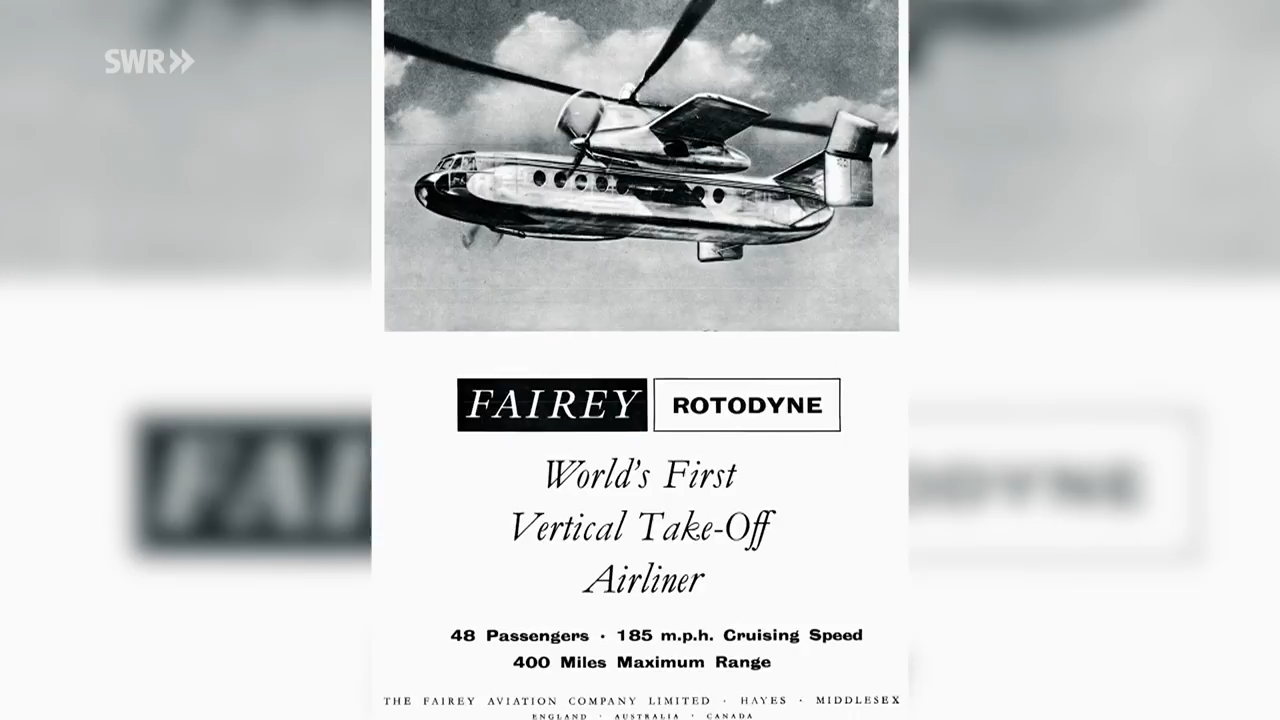 SWR
FAIREY ROTODYNE
World's First
Vertical Take-Off
Airliner
48 Passengers · 185 m.p.h. Cruising Speed
400 Miles Maximum Range
THE FAIREY AVIATION COMPANY LIMITED · HAYES · MIDDLESEX
ENGLAND · AUSTRALIA · CANADA